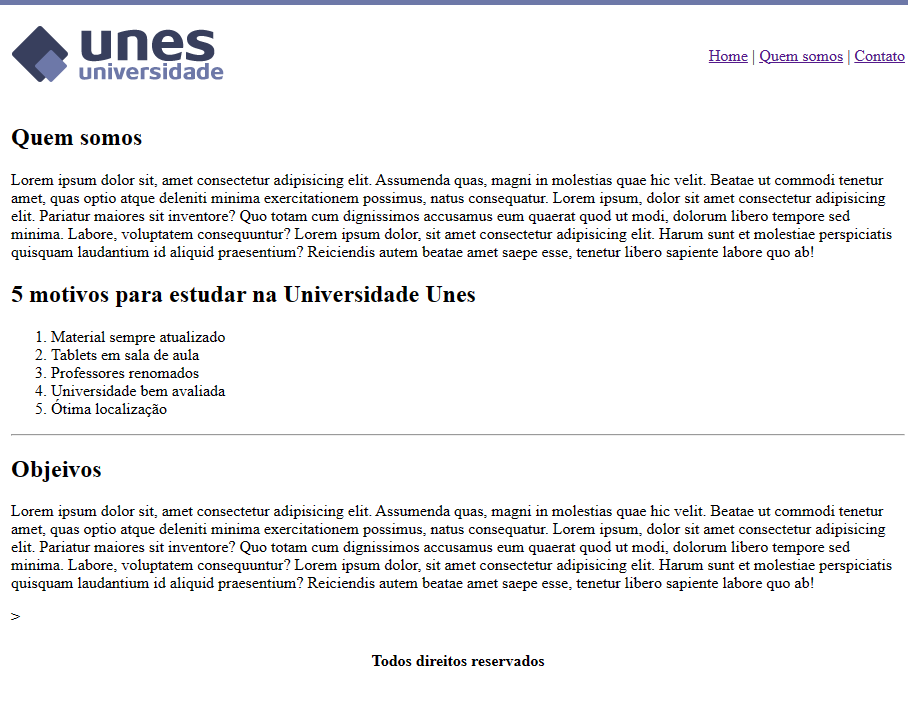 unes
universidade
Home | Quem somos | Contato
Quem somos
Lorem ipsum dolor sit, amet consectetur adipisicing elit. Assumenda quas, magni in molestias quae hic velit. Beatae ut commodi tenetur
amet, quas optio atque deleniti minima exercitationem possimus, natus consequatur. Lorem ipsum, dolor sit amet consectetur adipisicing
elit. Pariatur maiores sit inventore? Quo totam cum dignissimos accusamus eum quaerat quod ut modi, dolorum libero tempore sed
minima. Labore, voluptatem consequuntur? Lorem ipsum dolor, sit amet consectetur adipisicing elit. Harum sunt et molestiae perspiciatis
quisquam laudantium id aliquid praesentium? Reiciendis autem beatae amet saepe esse, tenetur libero sapiente labore quo ab!
5 motivos para estudar na Universidade Unes
1. Material sempre atualizado
2. Tablets em sala de aula
3. Professores renomados
4. Universidade bem avaliada
5. Ótima localização
Objeivos
Lorem ipsum dolor sit, amet consectetur adipisicing elit. Assumenda quas, magni in molestias quae hic velit. Beatae ut commodi tenetur
amet, quas optio atque deleniti minima exercitationem possimus, natus consequatur. Lorem ipsum, dolor sit amet consectetur adipisicing
elit. Pariatur maiores sit inventore? Quo totam cum dignissimos accusamus eum quaerat quod ut modi, dolorum libero tempore sed
minima. Labore, voluptatem consequuntur? Lorem ipsum dolor, sit amet consectetur adipisicing elit. Harum sunt et molestiae perspiciatis
quisquam laudantium id aliquid praesentium? Reiciendis autem beatae amet saepe esse, tenetur libero sapiente labore quo ab!
>
Todos direitos reservados